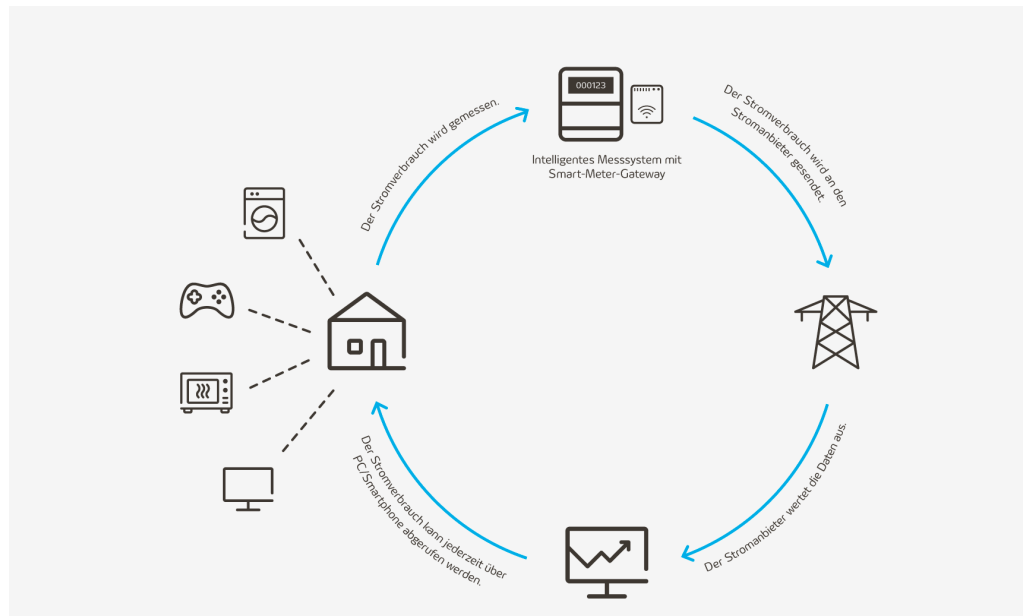 000123
Intelligentes Messsystem mit
Smart-Meter-Gateway
Der Stromverbrauch wird gemessen.
Der Stromverbrauch wird an den
Stromanbieter gesendet.
Der Stromanbieter wertet die Daten aus.
Der Stromverbrauch kann jederzeit über
PC/Smartphone abgerufen werden.